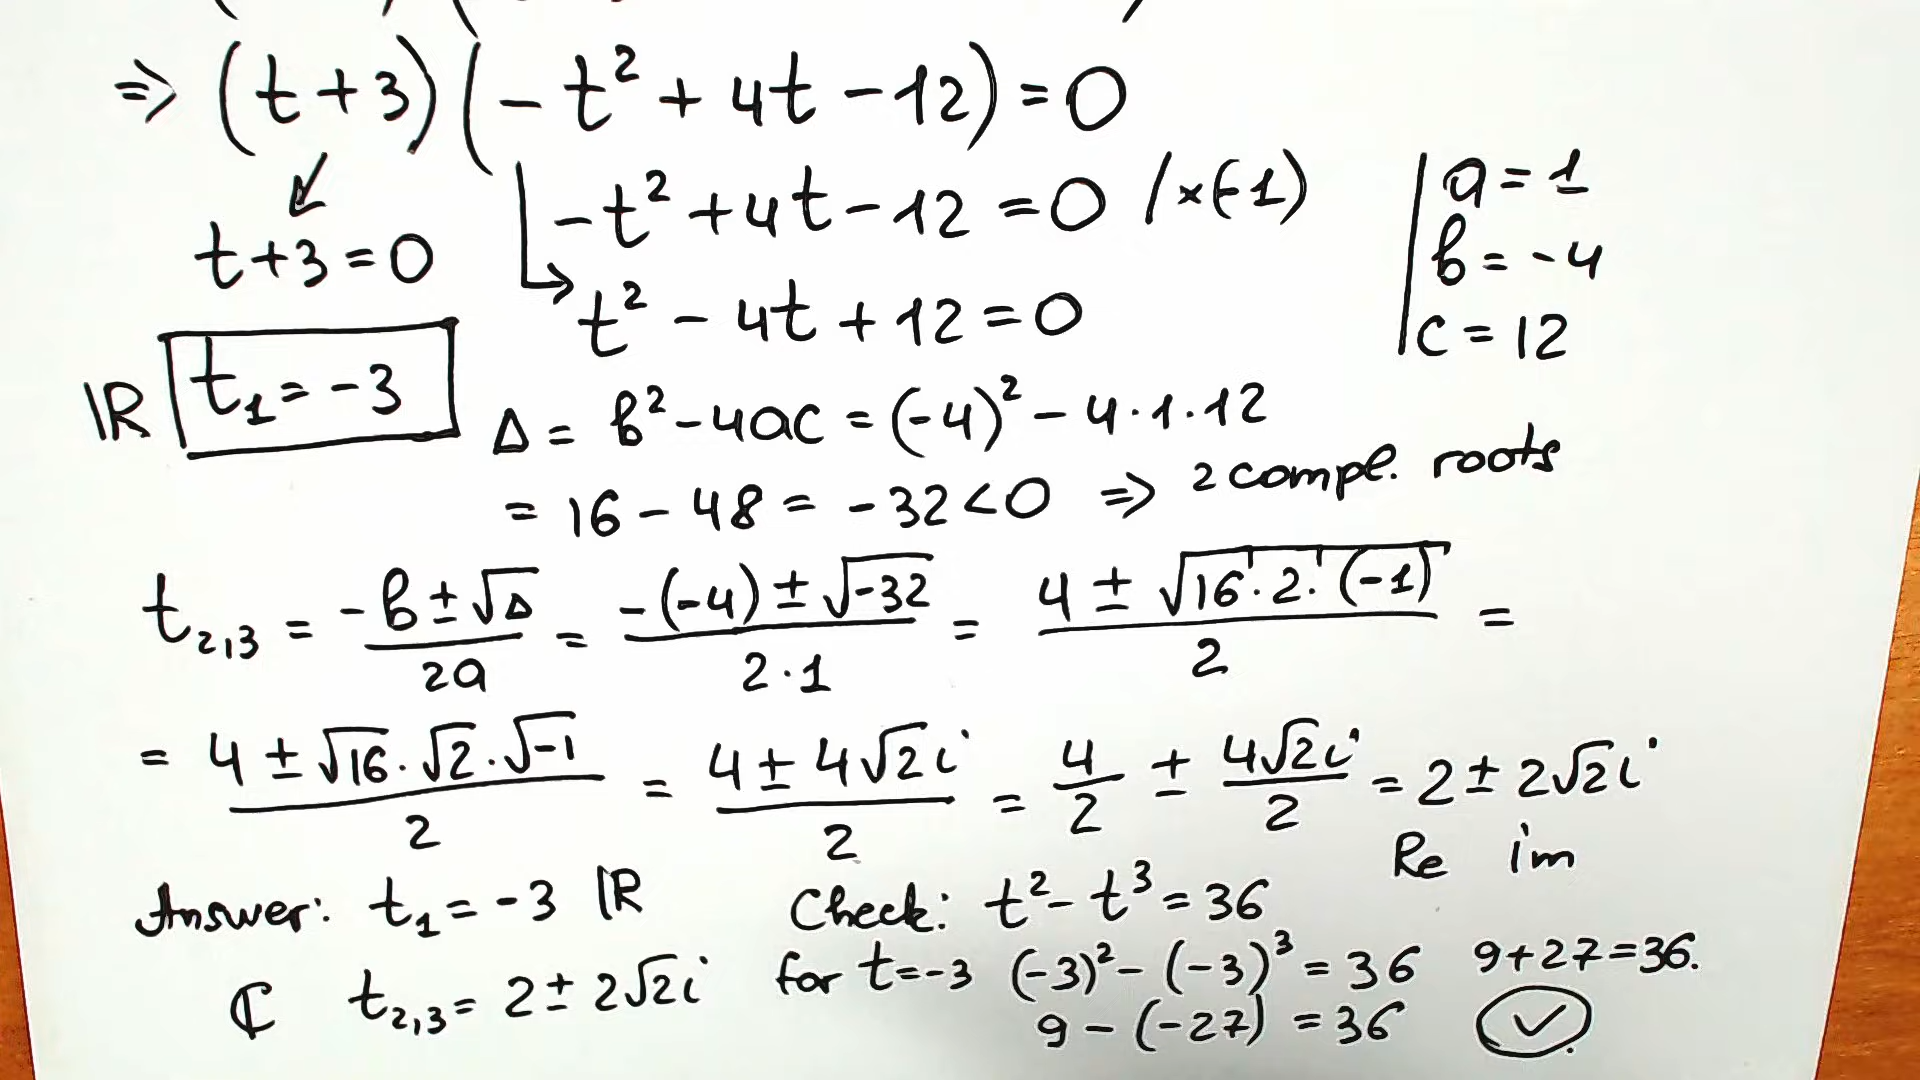 => (t+3)(-t²+4t-12)=0
t+3=0
-t²+4t-12=0 /×(-1)
t²-4t+12=0
a=1
b=-4
c=12
ℝ t₁=-3
Δ = b²-4ac = (-4)²-4·1·12
= 16-48 = -32<0 => 2 compl. roots
t₂,₃ = (-b±√Δ)/(2a) = (-(-4)±√(-32))/(2·1) = (4±√(16·2·(-1)))/2 =
= (4±√16·√2·√-1)/2 = (4±4√2i)/2 = 4/2 ± (4√2i)/2 = 2±2√2i
Re im
Answer: t₁=-3 ℝ
ℂ t₂,₃=2±2√2i
Check: t²-t³=36
for t=-3 (-3)²-(-3)³=36 9+27=36.
9-(-27)=36 ✓